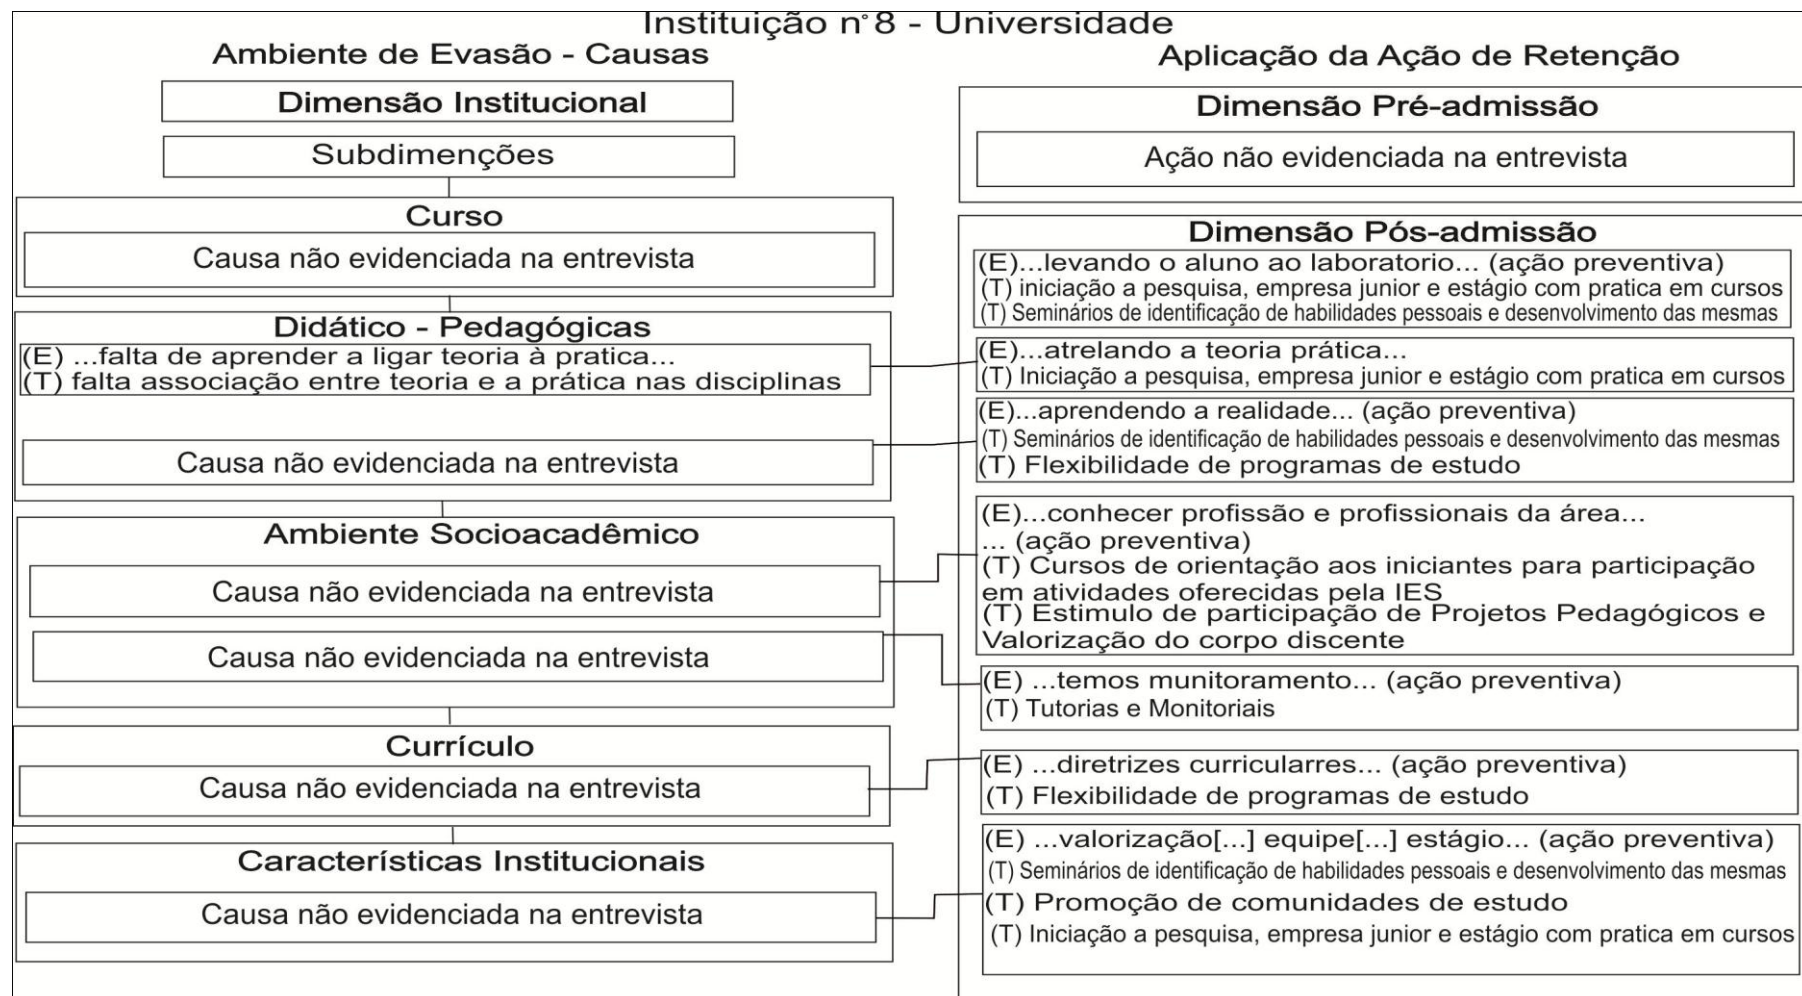 Instituição n°8 - Universidade
Ambiente de Evasão - Causas
Dimensão Institucional
Subdimenções
Curso
Causa não evidenciada na entrevista
Didático - Pedagógicas
(E) ...falta de aprender a ligar teoria à pratica...
(T) falta associação entre teoria e a prática nas disciplinas
Causa não evidenciada na entrevista
Ambiente Socioacadêmico
Causa não evidenciada na entrevista
Causa não evidenciada na entrevista
Currículo
Causa não evidenciada na entrevista
Características Institucionais
Causa não evidenciada na entrevista
Aplicação da Ação de Retenção
Dimensão Pré-admissão
Ação não evidenciada na entrevista
Dimensão Pós-admissão
(E)...levando o aluno ao laboratorio... (ação preventiva)
(T) iniciação a pesquisa, empresa junior e estágio com pratica em cursos
(T) Seminários de identificação de habilidades pessoais e desenvolvimento das mesmas
(E)...atrelando a teoria prática...
(T) Iniciação a pesquisa, empresa junior e estágio com pratica em cursos
(E)...aprendendo a realidade... (ação preventiva)
(T) Seminários de identificação de habilidades pessoais e desenvolvimento das mesmas
(T) Flexibilidade de programas de estudo
(E)...conhecer profissão e profissionais da área...
... (ação preventiva)
(T) Cursos de orientação aos iniciantes para participação
em atividades oferecidas pela IES
(T) Estimulo de participação de Projetos Pedagógicos e
Valorização do corpo discente
(E) ...temos munitoramento... (ação preventiva)
(T) Tutorias e Monitoriais
(E) ...diretrizes curricularres... (ação preventiva)
(T) Flexibilidade de programas de estudo
(E) ...valorização[...] equipe[...] estágio... (ação preventiva)
(T) Seminários de identificação de habilidades pessoais e desenvolvimento das mesmas
(T) Promoção de comunidades de estudo
(T) Iniciação a pesquisa, empresa junior e estágio com pratica em cursos